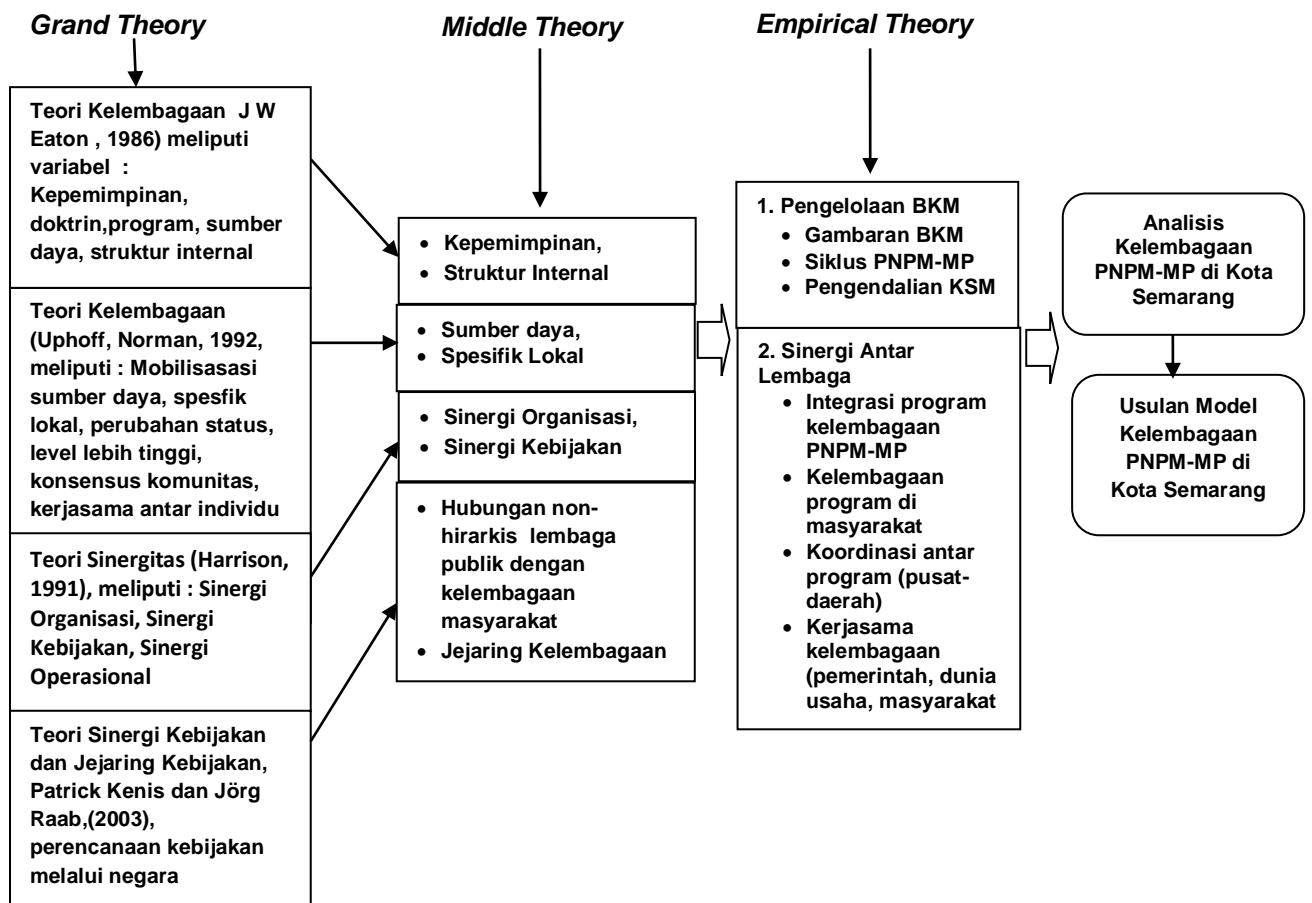 Grand Theory
Teori Kelembagaan J W
Eaton , 1986) meliputi
variabel :
Kepemimpinan,
doktrin,program, sumber
daya, struktur internal
Teori Kelembagaan
(Uphoff, Norman, 1992,
meliputi : Mobilisasasi
sumber daya, spesfik
lokal, perubahan status,
level lebih tinggi,
konsensus komunitas,
kerjasama antar individu
Teori Sinergitas (Harrison,
1991), meliputi : Sinergi
Organisasi, Sinergi
Kebijakan, Sinergi
Operasional
Teori Sinergi Kebijakan
dan Jejaring Kebijakan,
Patrick Kenis dan Jörg
Raab,(2003),
perencanaan kebijakan
melalui negara
Middle Theory
• Kepemimpinan,
• Struktur Internal
• Sumber daya,
• Spesifik Lokal
• Sinergi Organisasi,
• Sinergi Kebijakan
• Hubungan non-
hirarkis lembaga
publik dengan
kelembagaan
masyarakat
• Jejaring Kelembagaan
Empirical Theory
1. Pengelolaan BKM
• Gambaran BKM
• Siklus PNPM-MP
• Pengendalian KSM
2. Sinergi Antar
Lembaga
• Integrasi program
kelembagaan
PNPM-MP
• Kelembagaan
program di
masyarakat
• Koordinasi antar
program (pusat-
daerah)
• Kerjasama
kelembagaan
(pemerintah, dunia
usaha, masyarakat
Analisis
Kelembagaan
PNPM-MP di Kota
Semarang
Usulan Model
Kelembagaan
PNPM-MP di
Kota Semarang